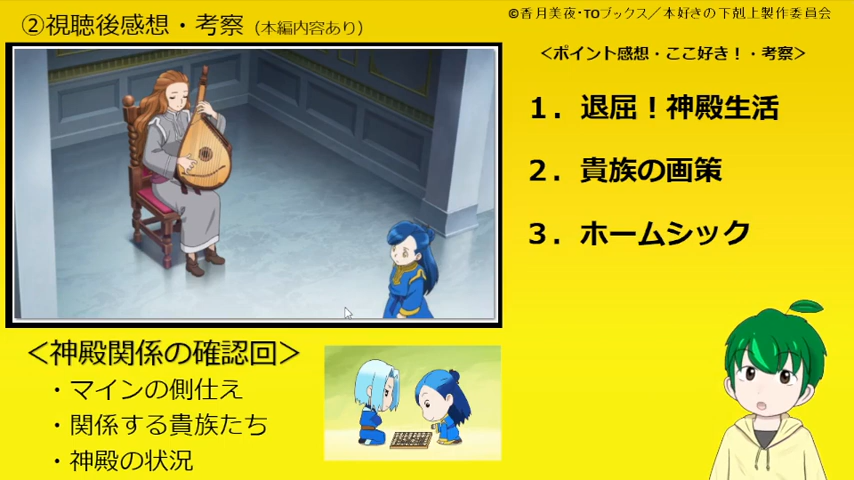 ②視聴後感想・考察（本編内容あり）
©香月美夜・TOブックス／本好きの下剋上製作委員会
＜ポイント感想・ここ好き！・考察＞
１．退屈！神殿生活
２．貴族の画策
３．ホームシック
＜神殿関係の確認回＞
・マインの側仕え
・関係する貴族たち
・神殿の状況